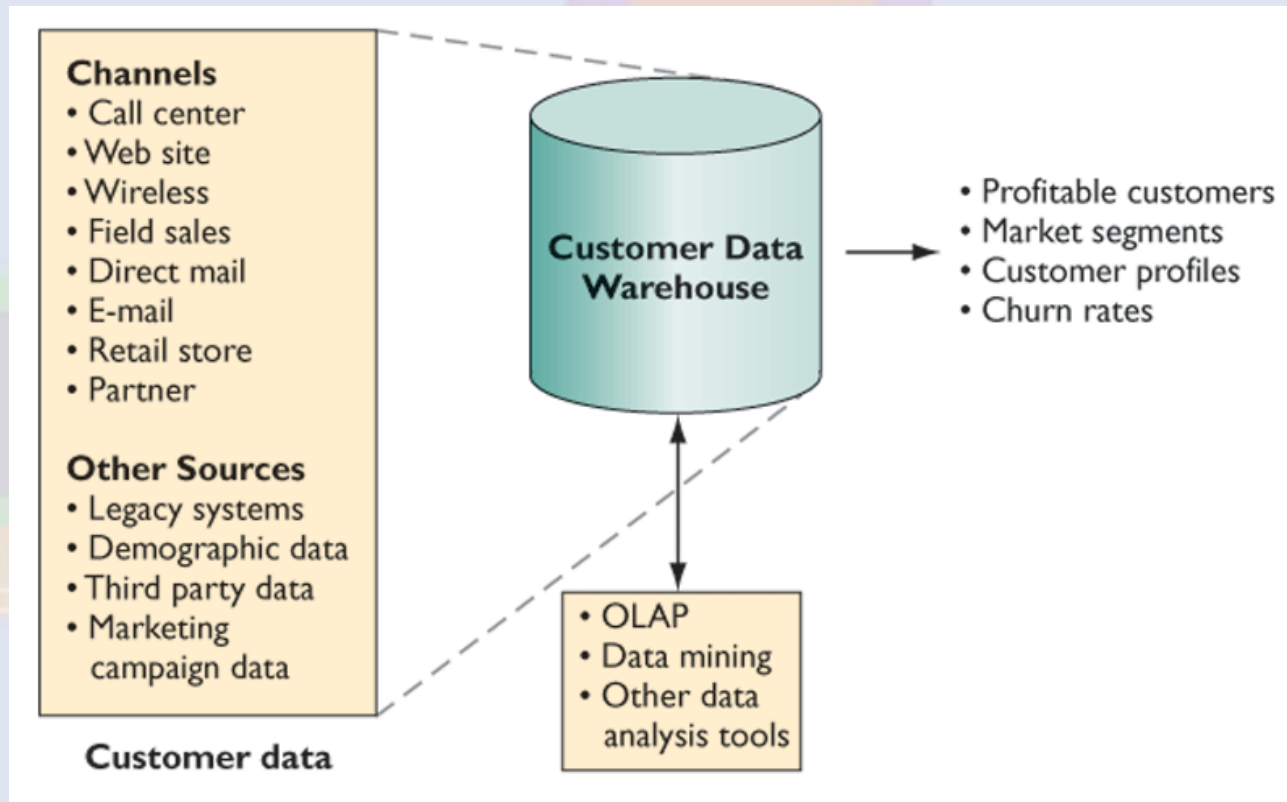 Channels
• Call center
• Web site
• Wireless
• Field sales
• Direct mail
• E-mail
• Retail store
• Partner
Other Sources
• Legacy systems
• Demographic data
• Third party data
• Marketing
campaign data
Customer data
Customer Data
Warehouse
• Profitable customers
• Market segments
• Customer profiles
• Churn rates
• OLAP
• Data mining
• Other data
analysis tools